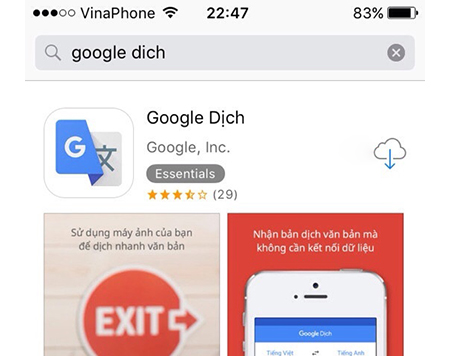 VinaPhone 22:47 83%
google dich
Google Dịch
Google, Inc.
Essentials
(29)
G 文
Sử dụng máy ảnh của bạn
để dịch nhanh văn bản
EXIT
Nhận bản dịch văn bản mà
không cần kết nối dữ liệu
Google Dịch
Tiếng Việt Tiếng Anh